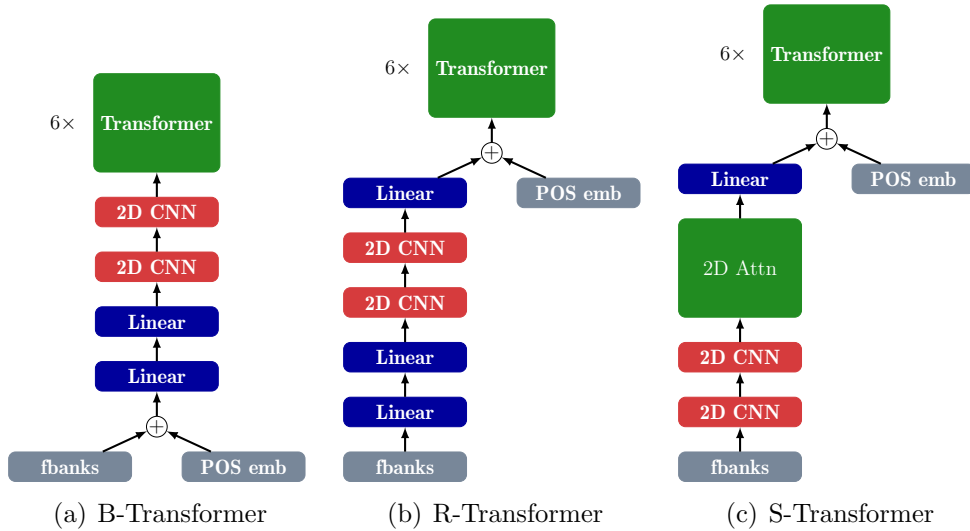 6×
Transformer
2D CNN
2D CNN
Linear
Linear
+
fbanks
POS emb
(a) B-Transformer
6×
Transformer
+
Linear
POS emb
2D CNN
2D CNN
Linear
Linear
fbanks
(b) R-Transformer
6×
Transformer
+
Linear
POS emb
2D Attn
2D CNN
2D CNN
fbanks
(c) S-Transformer